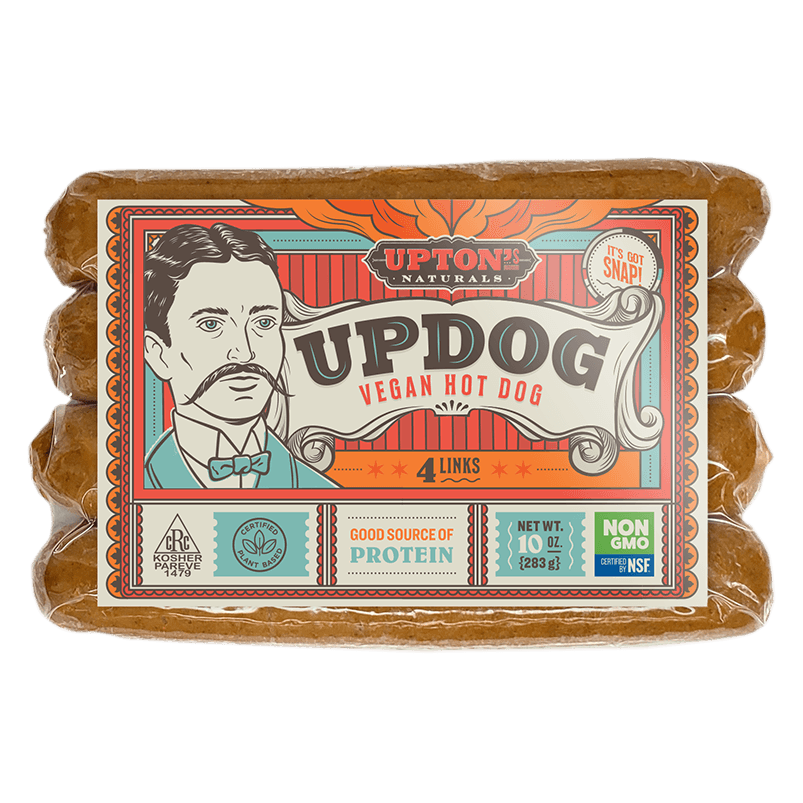 UPTON'S
NATURALS
IT'S GOT
SNAP!
UPDOG
VEGAN HOT DOG
4 LINKS
CRC
KOSHER
PAREVE
1479
CERTIFIED
PLANT BASED
GOOD SOURCE OF
PROTEIN
NET WT.
10 OZ.
{283 g}
NON
GMO
CERTIFIED
BY NSF